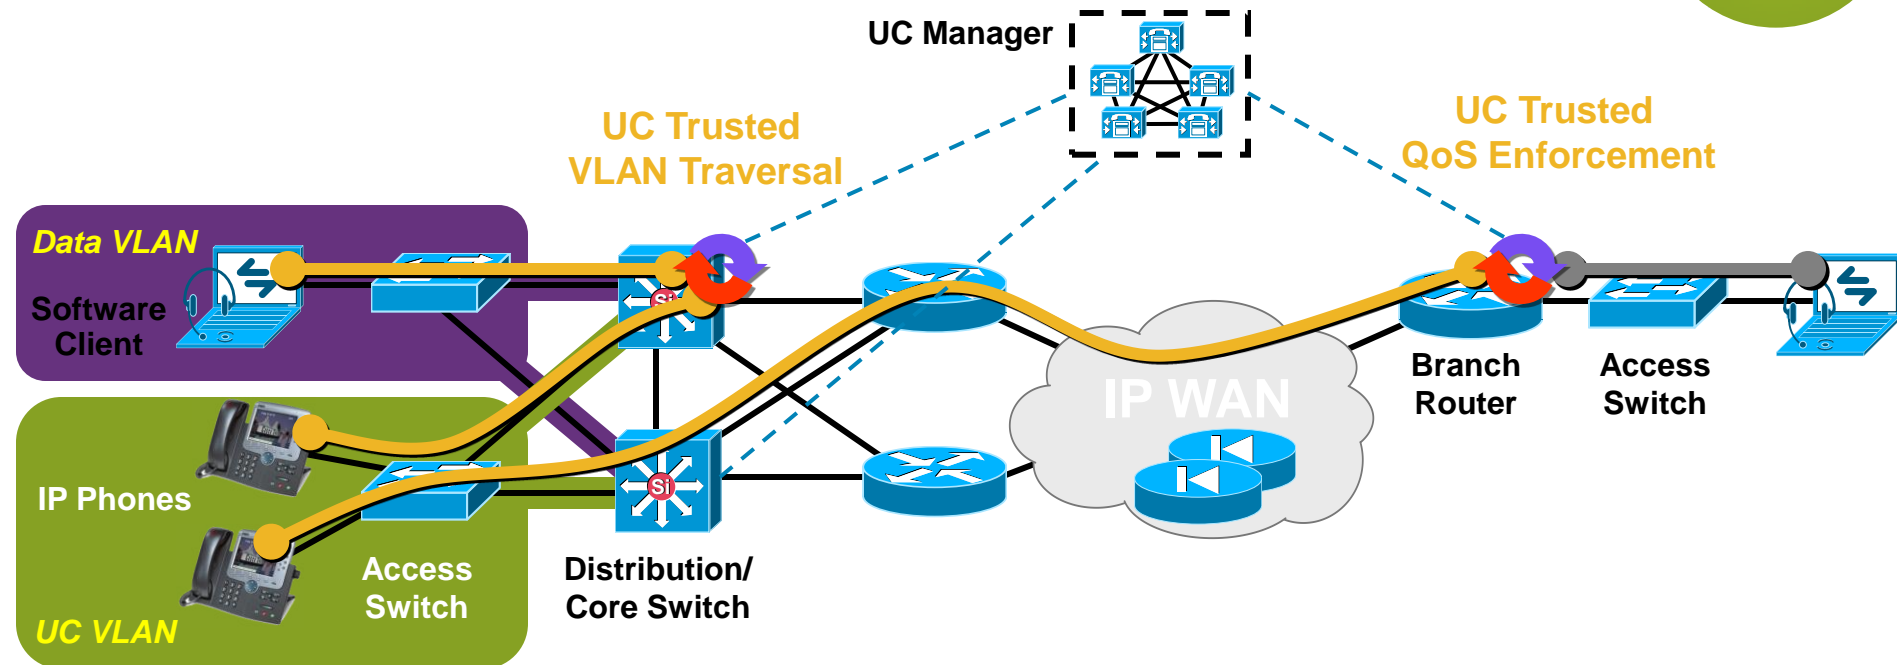 UC Manager
UC Trusted
VLAN Traversal
UC Trusted
QoS Enforcement
Data VLAN
Software
Client
Si
IP WAN
Branch
Router
Access
Switch
IP Phones
Si
Access
Switch
Distribution/
Core Switch
UC VLAN